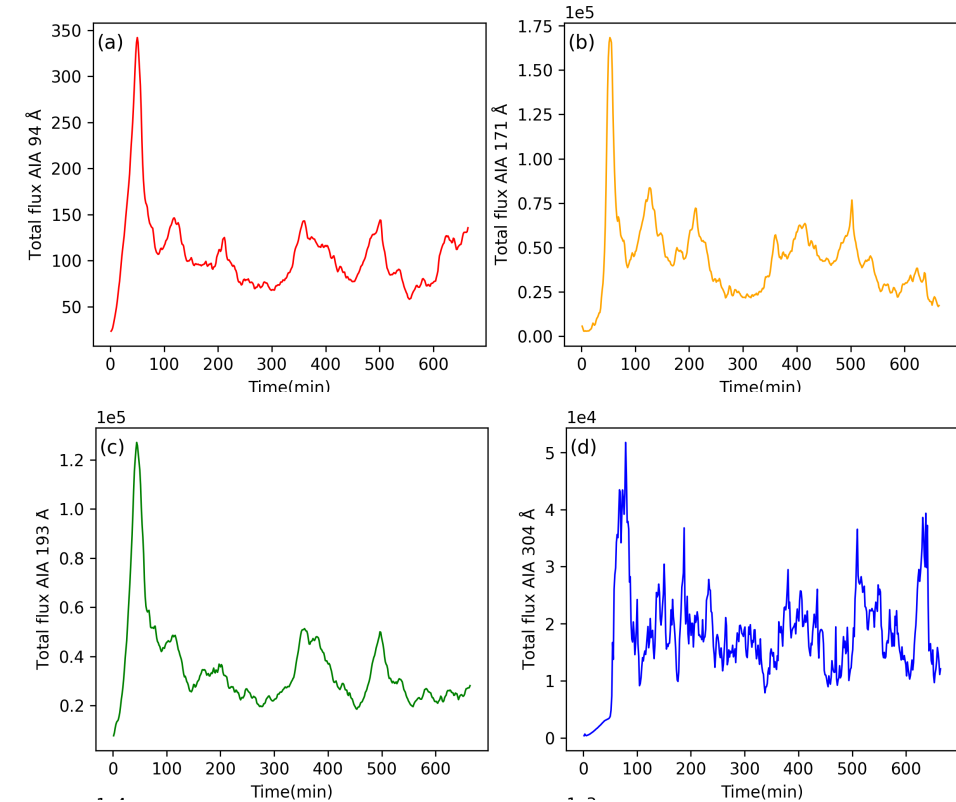 (a)
350
300
250
200
150
100
50
Total flux AIA 94 Å
0 100 200 300 400 500 600
Time(min)
1e5
(b)
1.75
1.50
1.25
1.00
0.75
0.50
0.25
0.00
Total flux AIA 171 Å
0 100 200 300 400 500 600
Time(min)
1e5
(c)
1.2
1.0
0.8
0.6
0.4
0.2
Total flux AIA 193 Å
0 100 200 300 400 500 600
Time(min)
1e4
(d)
5
4
3
2
1
0
Total flux AIA 304 Å
0 100 200 300 400 500 600
Time(min)